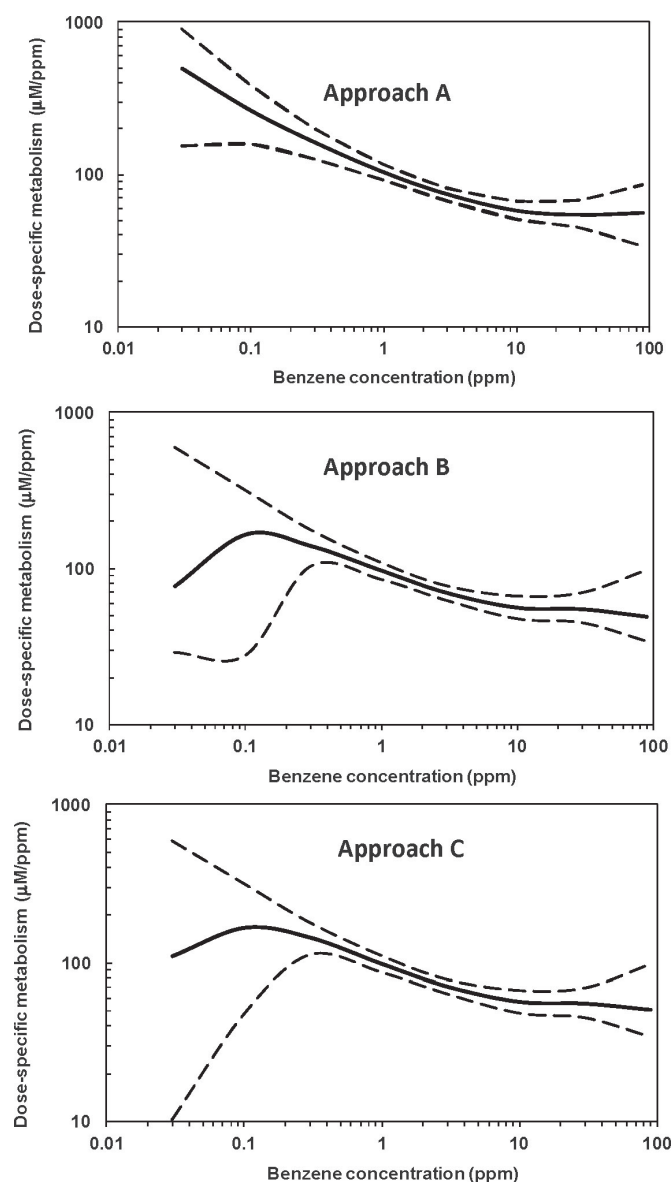 Approach A
Dose-specific metabolism (µM/ppm)
1000
100
10
0.01 0.1 1 10 100
Benzene concentration (ppm)
Approach B
Dose-specific metabolism (µM/ppm)
1000
100
10
0.01 0.1 1 10 100
Benzene concentration (ppm)
Approach C
Dose-specific metabolism (µM/ppm)
1000
100
10
0.01 0.1 1 10 100
Benzene concentration (ppm)